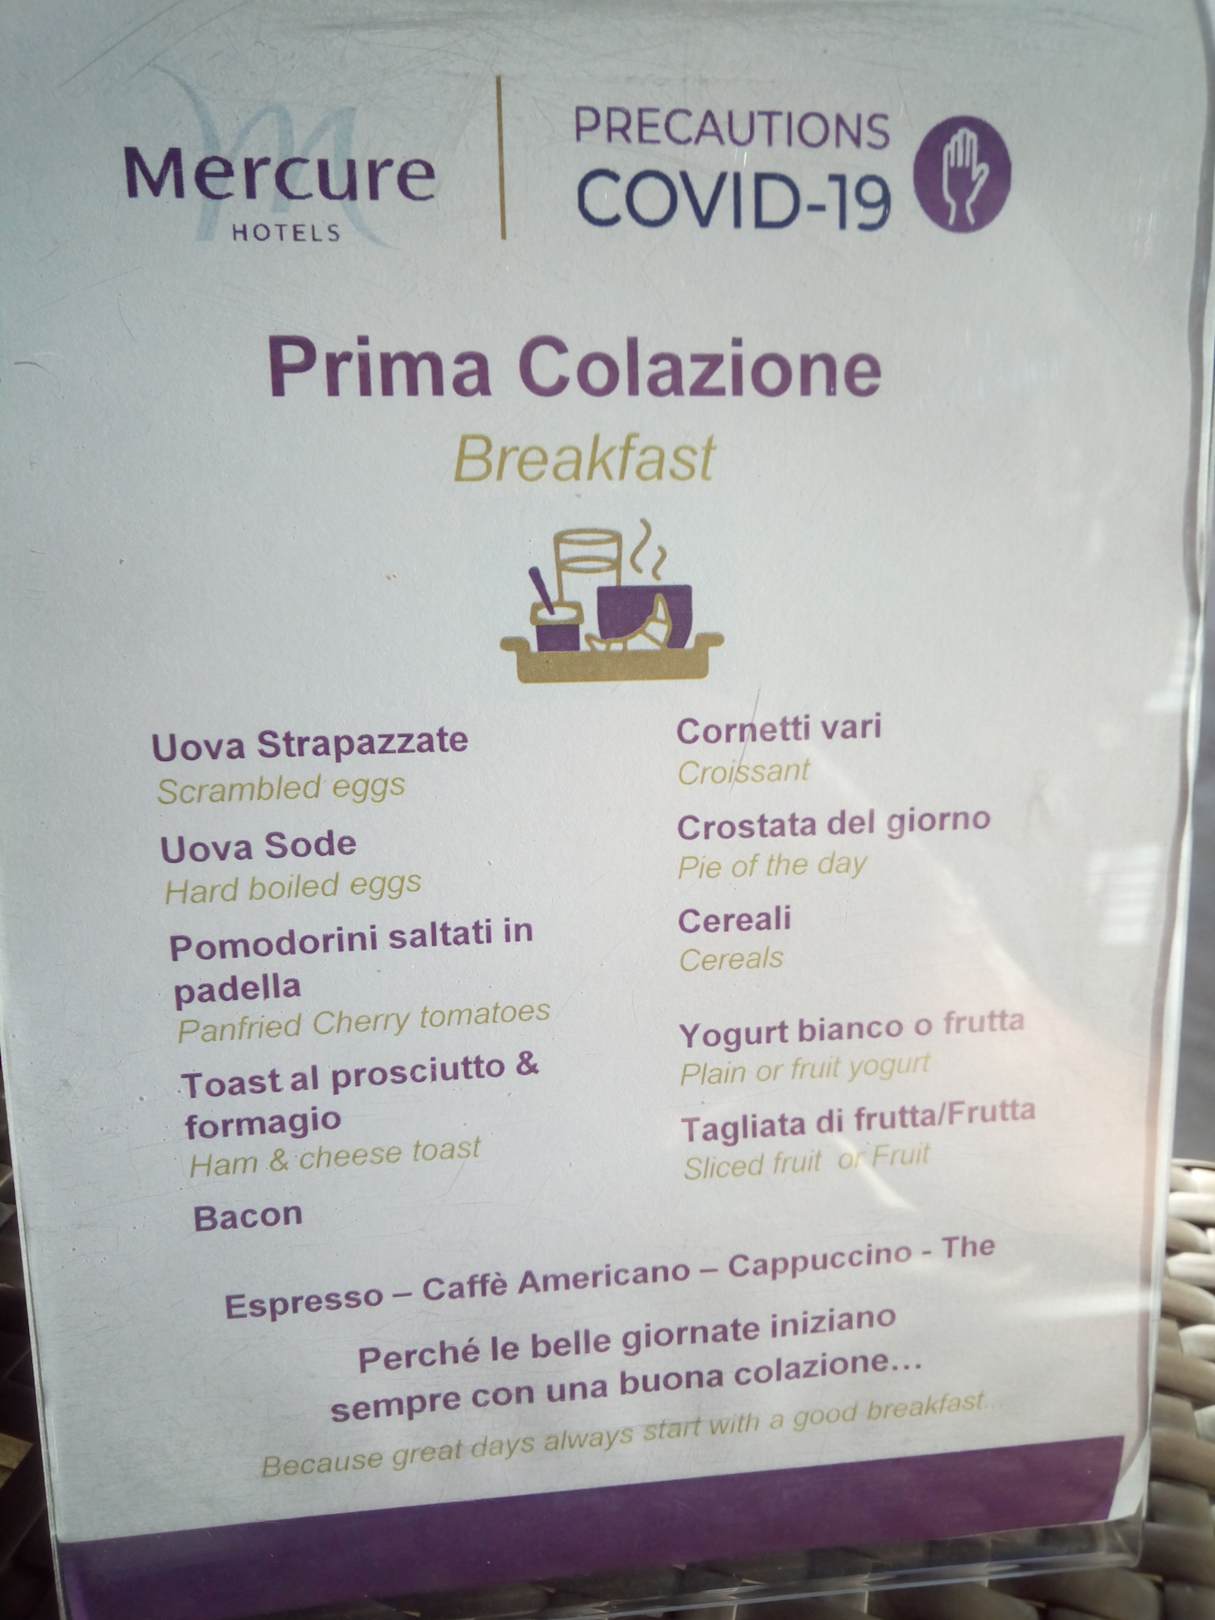 Mercure
HOTELS
PRECAUTIONS
COVID-19
Prima Colazione
Breakfast
Uova Strapazzate
Scrambled eggs
Uova Sode
Hard boiled eggs
Pomodorini saltati in
padella
Panfried Cherry tomatoes
Toast al prosciutto &
formagio
Ham & cheese toast
Bacon
Cornetti vari
Croissant
Crostata del giorno
Pie of the day
Cereali
Cereals
Yogurt bianco o frutta
Plain or fruit yogurt
Tagliata di frutta/Frutta
Sliced fruit or Fruit
Espresso – Caffè Americano – Cappuccino - The
Perché le belle giornate iniziano
sempre con una buona colazione...
Because great days always start with a good breakfast...